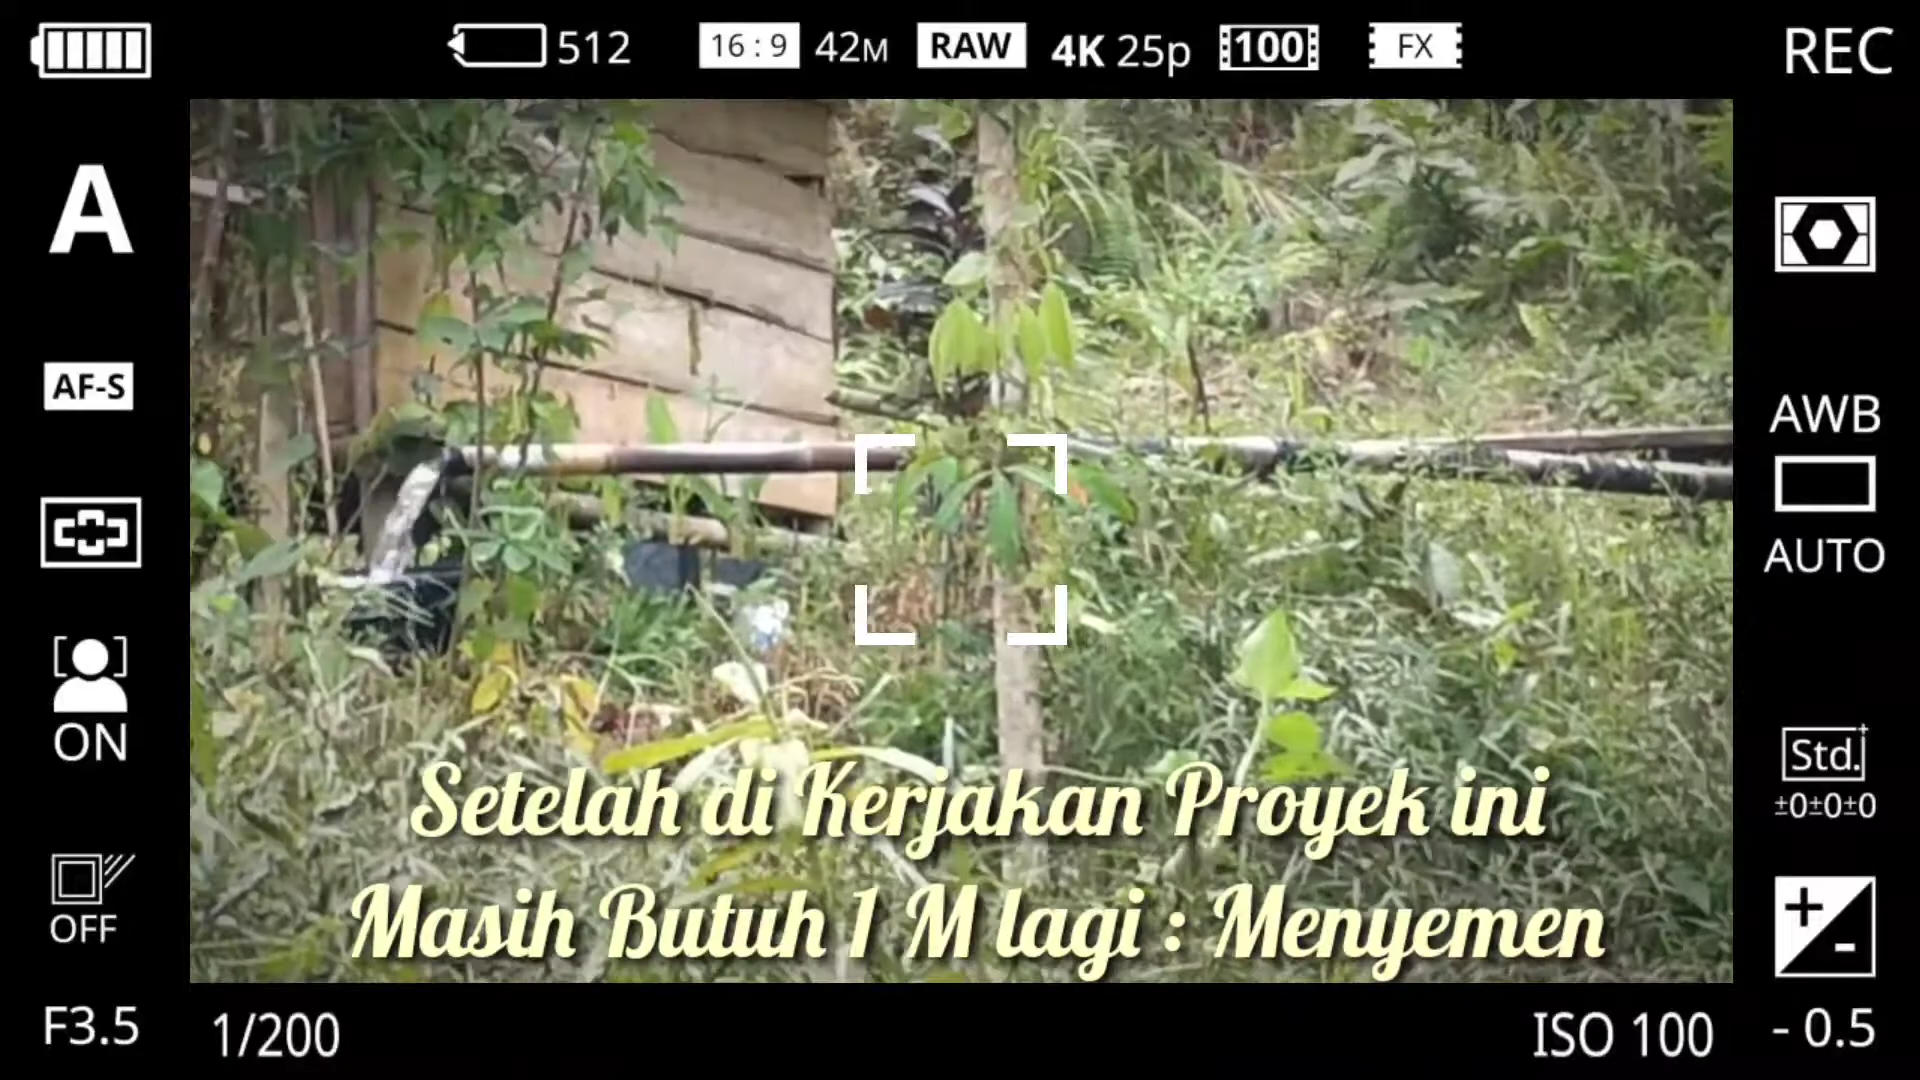 512 16:9 42M RAW 4K 25p 100 FX REC
A
AF-S
AWB
AUTO
ON
Std.
±0±0±0
Setelah di Kerjakan Proyek ini
Masih Butuh 1 M lagi : Menyemen
OFF
F3.5 1/200 ISO 100 - 0.5